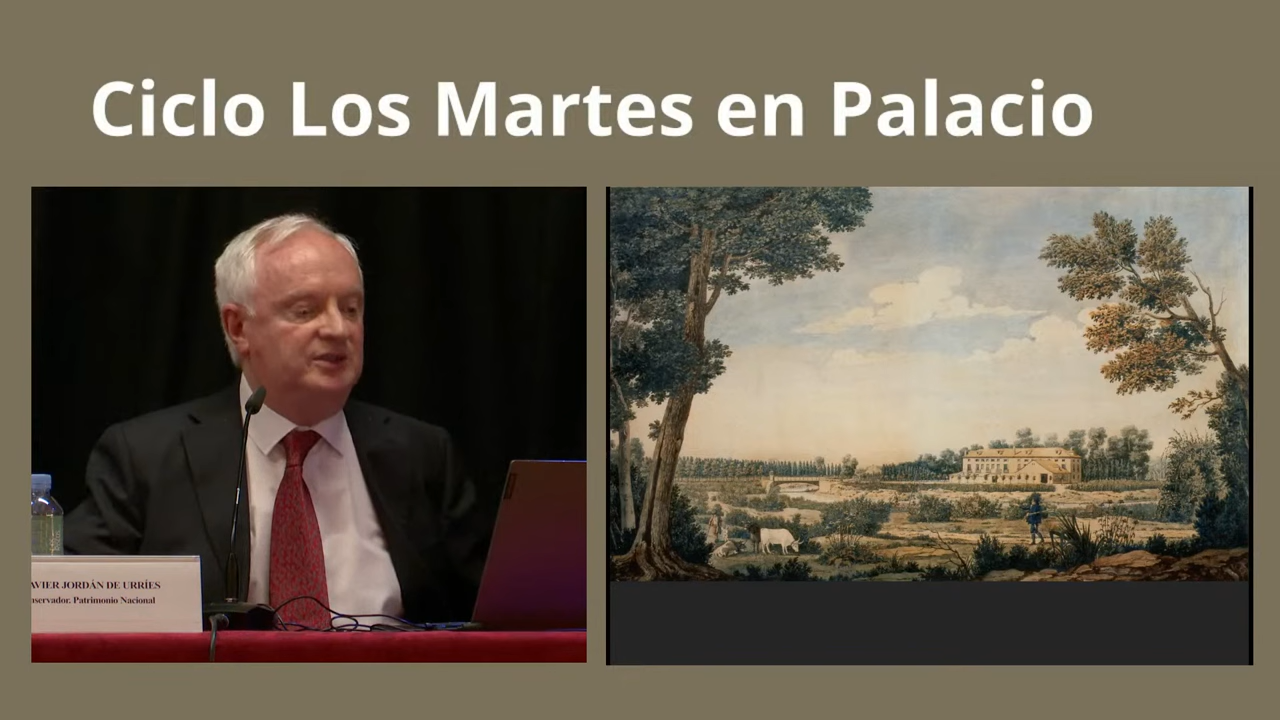 Ciclo Los Martes en Palacio
AVIER JORDÁN DE URRÍES
nservador. Patrimonio Nacional